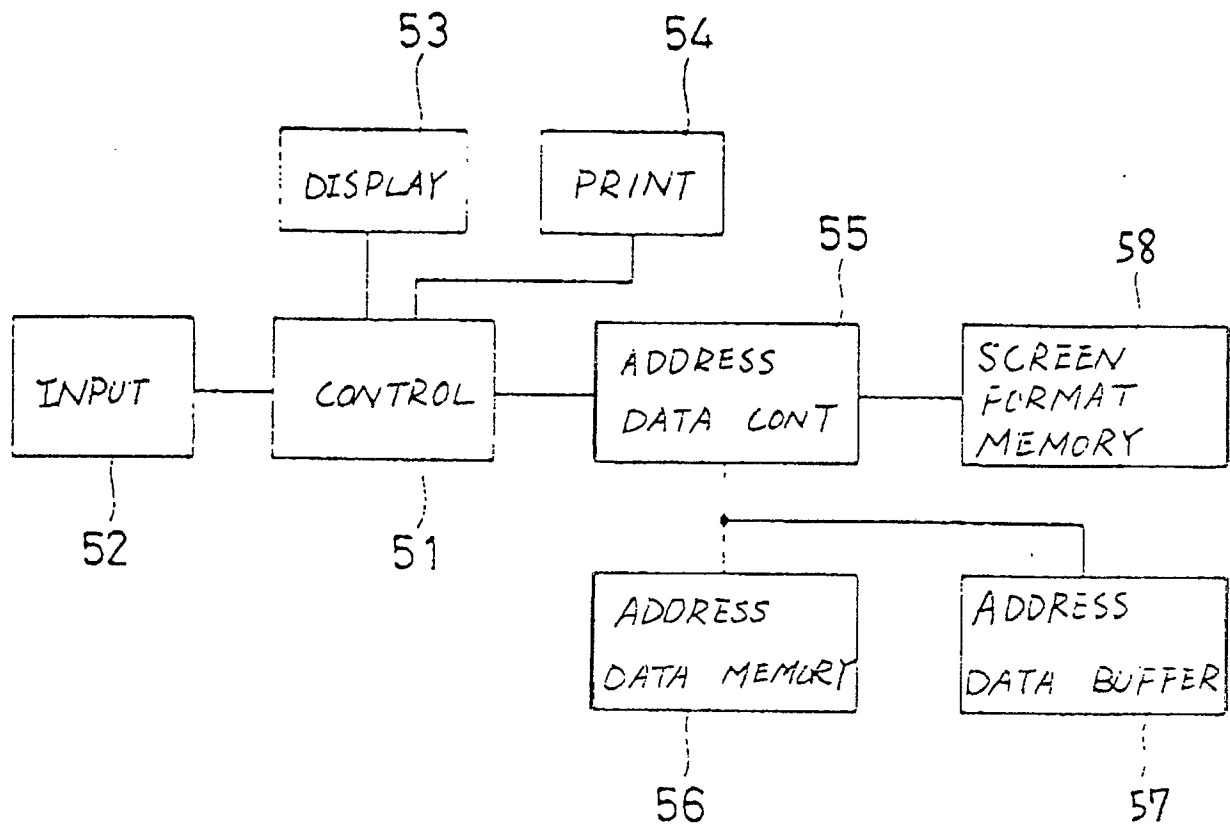 53
54
DISPLAY
PRINT
55
58
INPUT
CONTROL
ADDRESS
DATA CONT
SCREEN
FORMAT
MEMORY
52
51
ADDRESS
DATA MEMORY
ADDRESS
DATA BUFFER
56
57